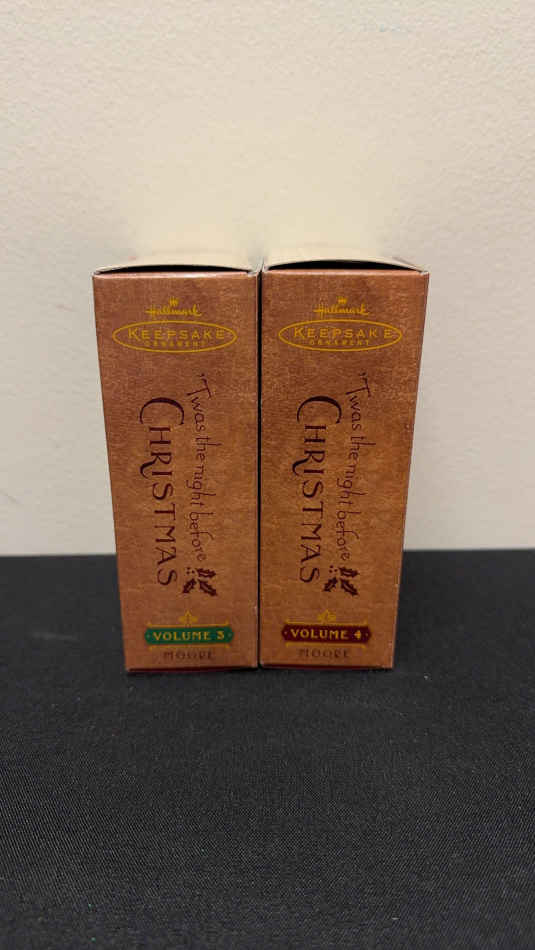 Hallmark
KEEPSAKE
ORNAMENT
'Twas the night before
CHRISTMAS
VOLUME 3
MOORE
Hallmark
KEEPSAKE
ORNAMENT
'Twas the night before
CHRISTMAS
VOLUME 4
MOORE